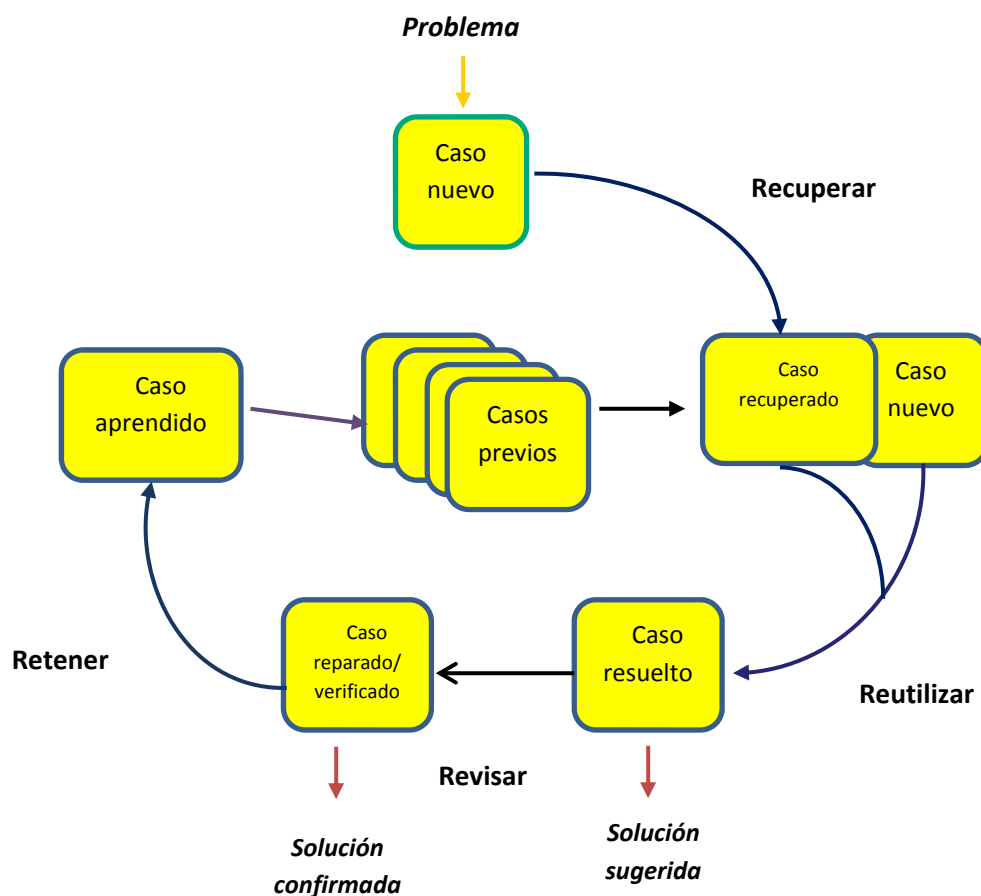 Problema
Caso
nuevo
Recuperar
Caso
aprendido
Casos
previos
Caso
recuperado
Caso
nuevo
Retener
Caso
reparado/
verificado
Caso
resuelto
Reutilizar
Revisar
Solución
confirmada
Solución
sugerida